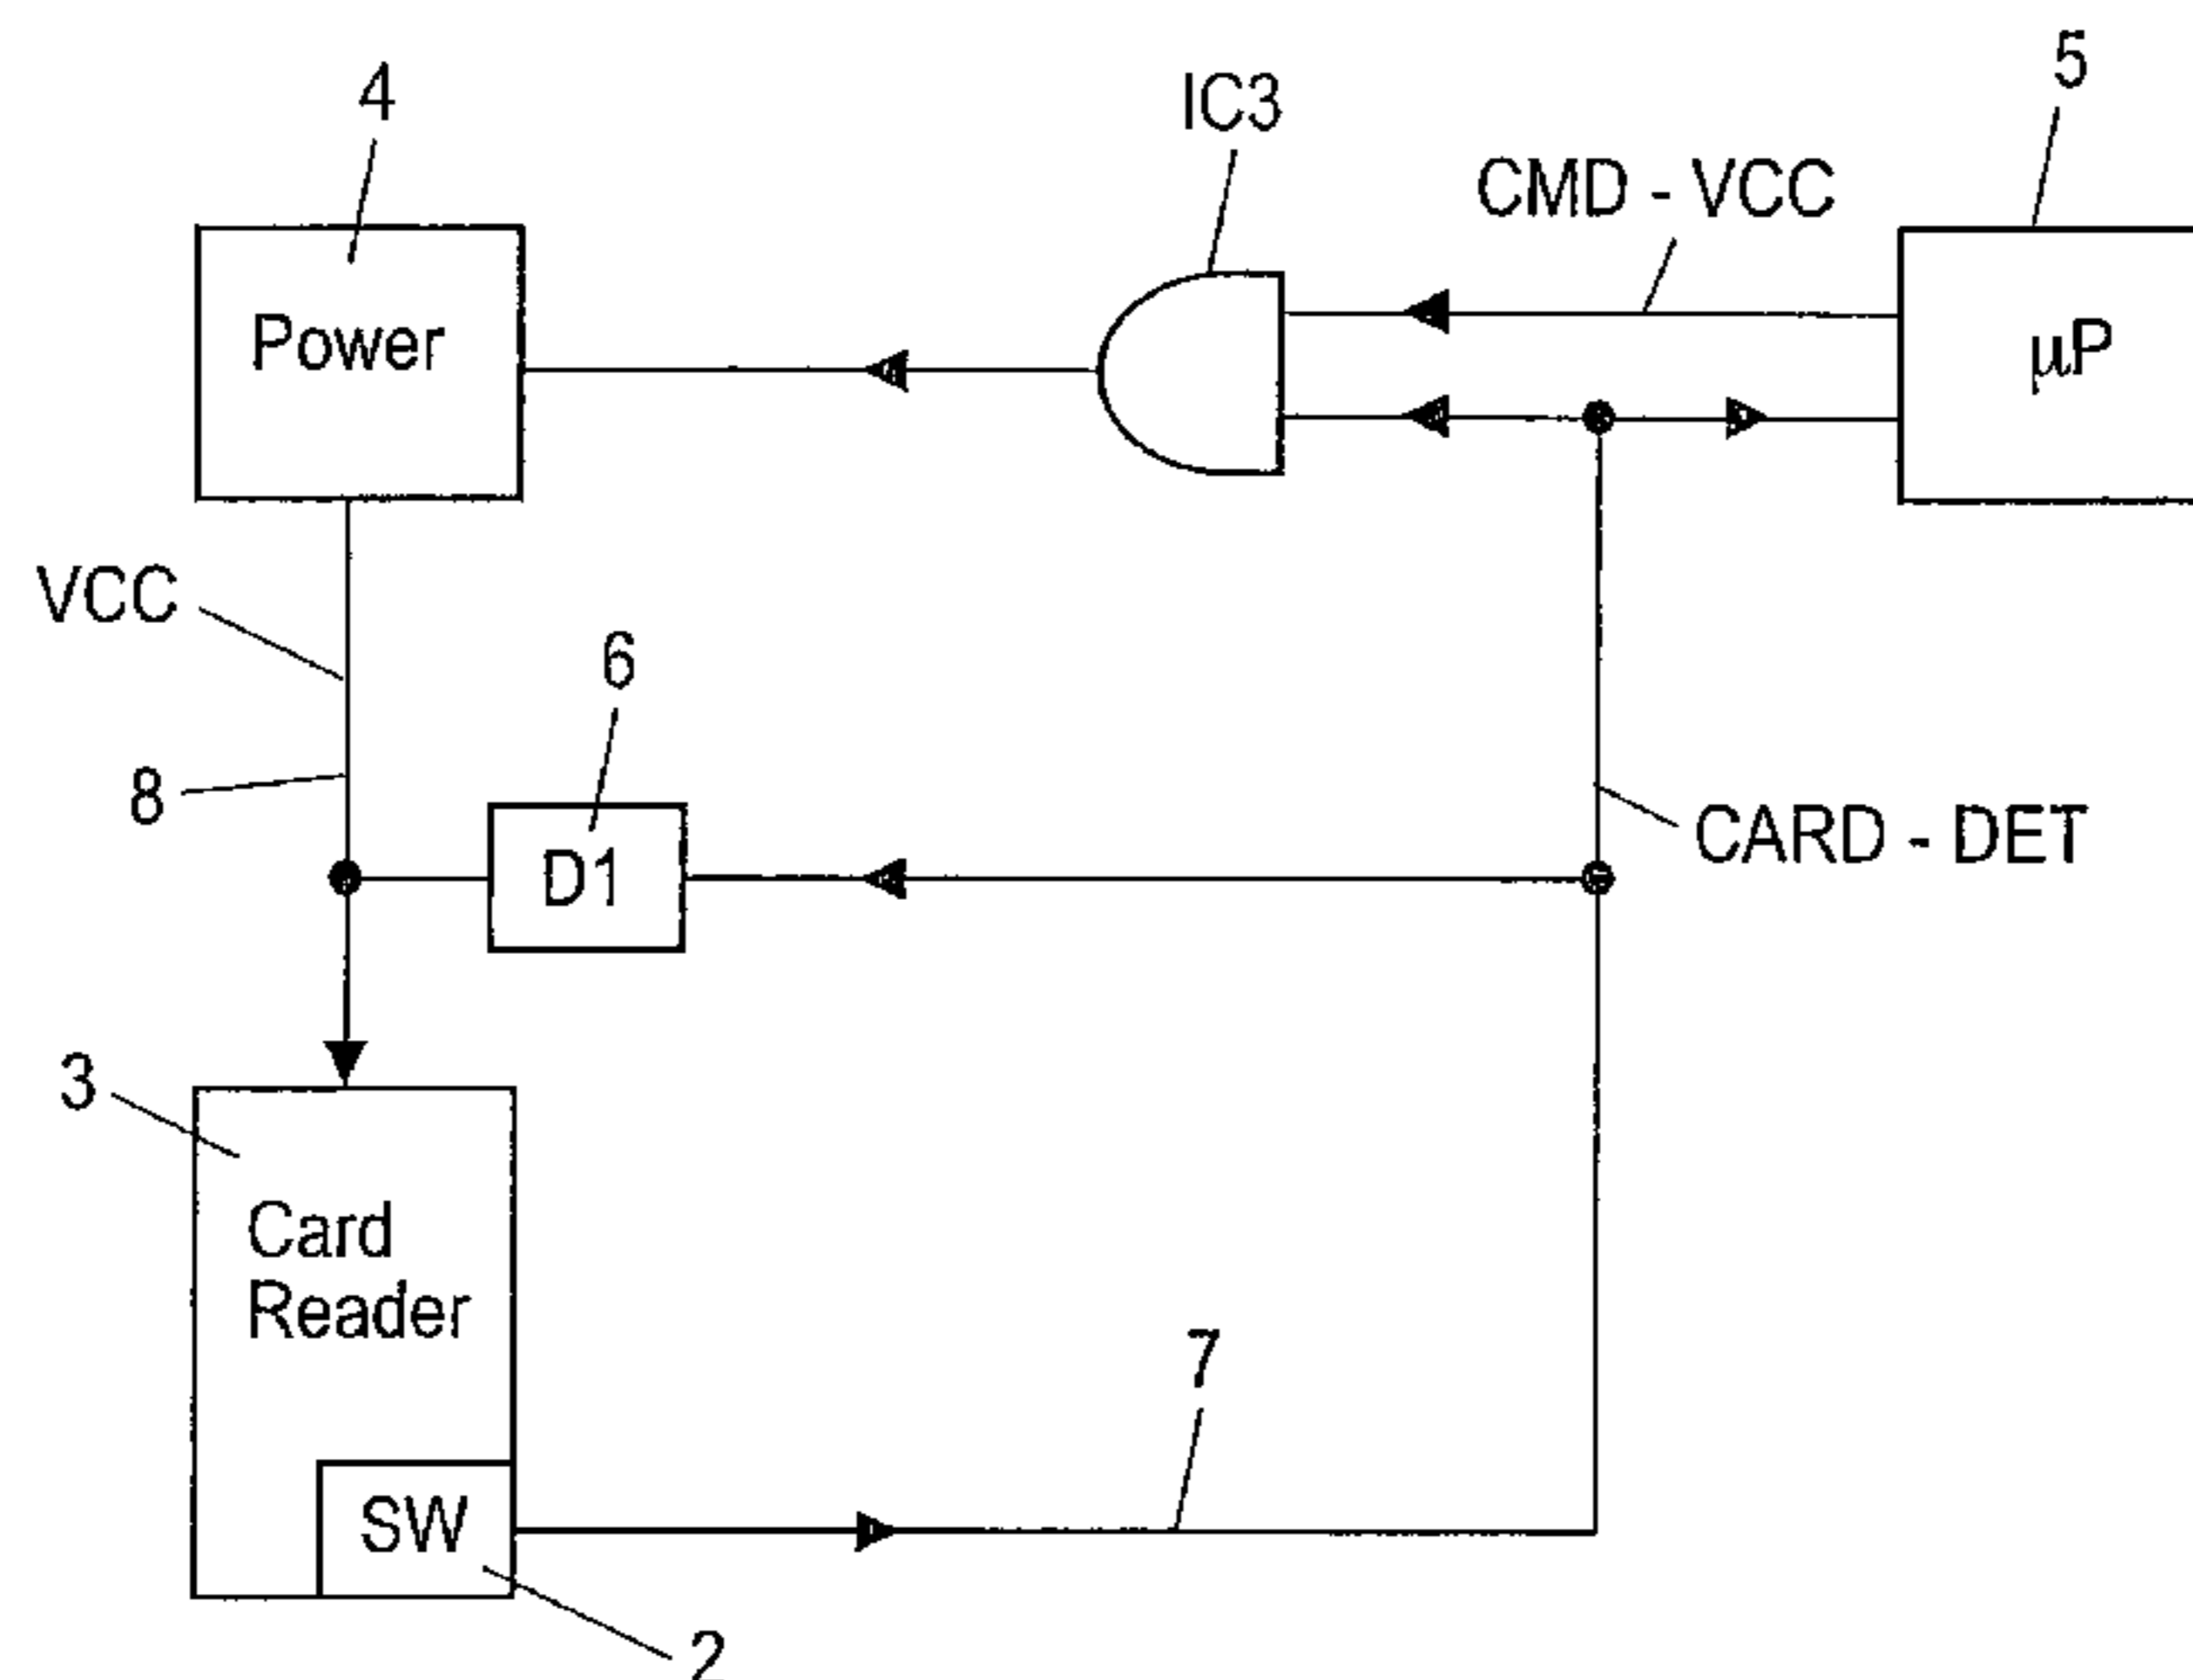 4
IC3
5
CMD - VCC
Power
µP
VCC
6
8
D1
CARD - DET
3
Card
Reader
7
SW
2